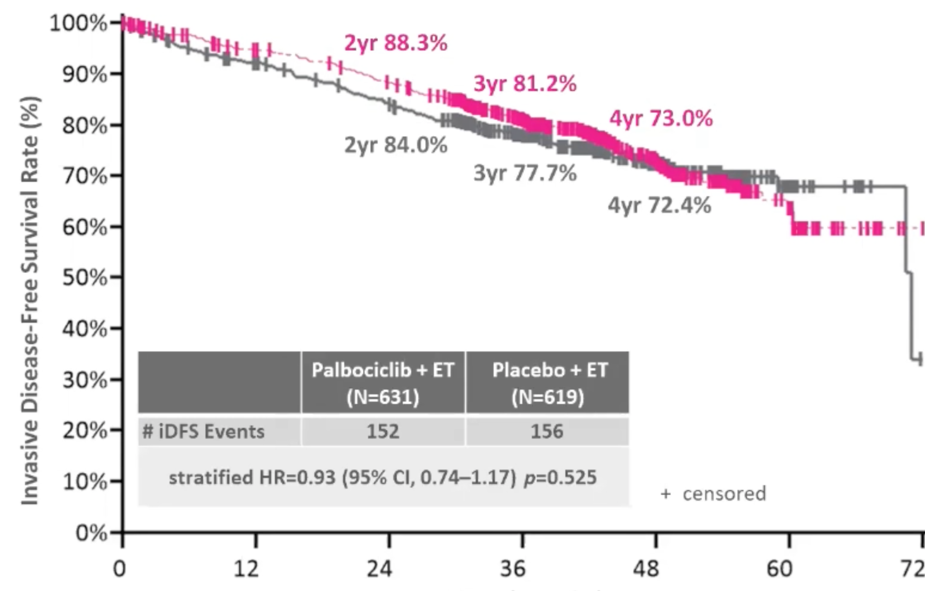 100%
90%
80%
70%
60%
50%
40%
30%
20%
10%
0%
Invasive Disease-Free Survival Rate (%)
2yr 88.3%
3yr 81.2%
4yr 73.0%
2yr 84.0%
3yr 77.7%
4yr 72.4%
Palbociclib + ET
(N=631)
Placebo + ET
(N=619)
# iDFS Events 152 156
stratified HR=0.93 (95% CI, 0.74–1.17) p=0.525
+ censored
0 12 24 36 48 60 72